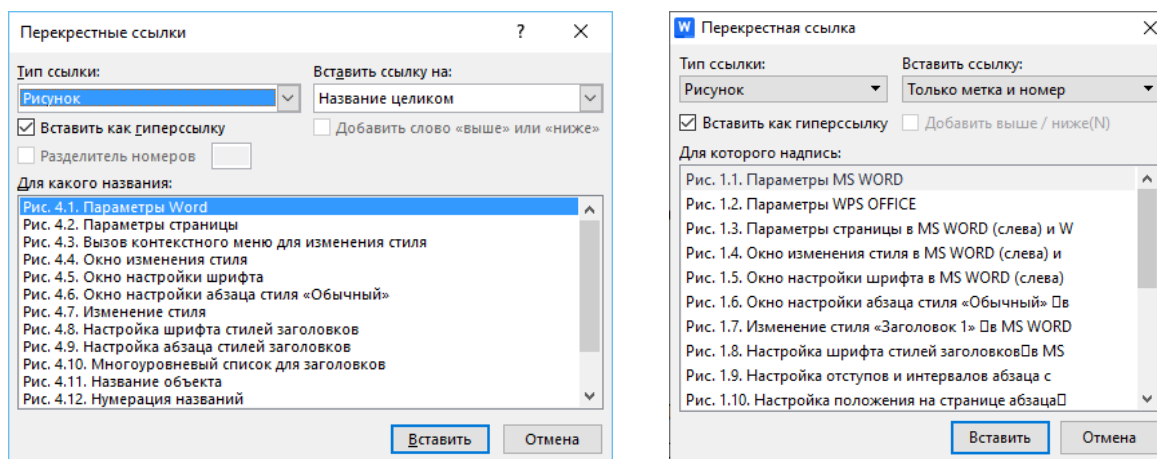 Перекрестные ссылки ?
Тип ссылки: Вставить ссылку на:
Рисунок Название целиком
Вставить как гиперссылку Добавить слово «выше» или «ниже»
Разделитель номеров
Для какого названия:
Рис. 4.1. Параметры Word
Рис. 4.2. Параметры страницы
Рис. 4.3. Вызов контекстного меню для изменения стиля
Рис. 4.4. Окно изменения стиля
Рис. 4.5. Окно настройки шрифта
Рис. 4.6. Окно настройки абзаца стиля «Обычный»
Рис. 4.7. Изменение стиля
Рис. 4.8. Настройка шрифта стилей заголовков
Рис. 4.9. Настройка абзаца стилей заголовков
Рис. 4.10. Многоуровневый список для заголовков
Рис. 4.11. Название объекта
Рис. 4.12. Нумерация названий
Вставить Отмена
W Перекрестная ссылка
Тип ссылки: Вставить ссылку:
Рисунок Только метка и номер
Вставить как гиперссылку Добавить выше / ниже(N)
Для которого надпись:
Рис. 1.1. Параметры MS WORD
Рис. 1.2. Параметры WPS OFFICE
Рис. 1.3. Параметры страницы в MS WORD (слева) и W
Рис. 1.4. Окно изменения стиля в MS WORD (слева) и
Рис. 1.5. Окно настройки шрифта в MS WORD (слева)
Рис. 1.6. Окно настройки абзаца стиля «Обычный» в
Рис. 1.7. Изменение стиля «Заголовок 1» в MS WORD
Рис. 1.8. Настройка шрифта стилей заголовков в MS
Рис. 1.9. Настройка отступов и интервалов абзаца с
Рис. 1.10. Настройка положения на странице абзаца
Вставить Отмена